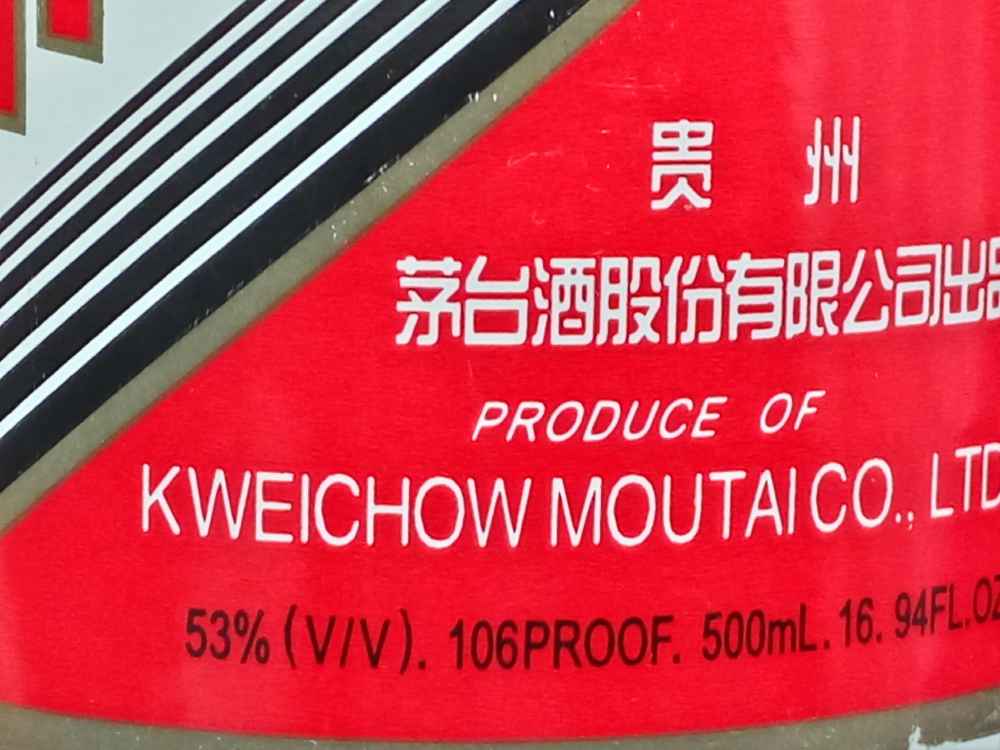 贵 州
茅台酒股份有限公司出品
PRODUCE OF
KWEICHOW MOUTAI CO., LTD
53% (V/V). 106PROOF. 500mL. 16. 94FL.OZ